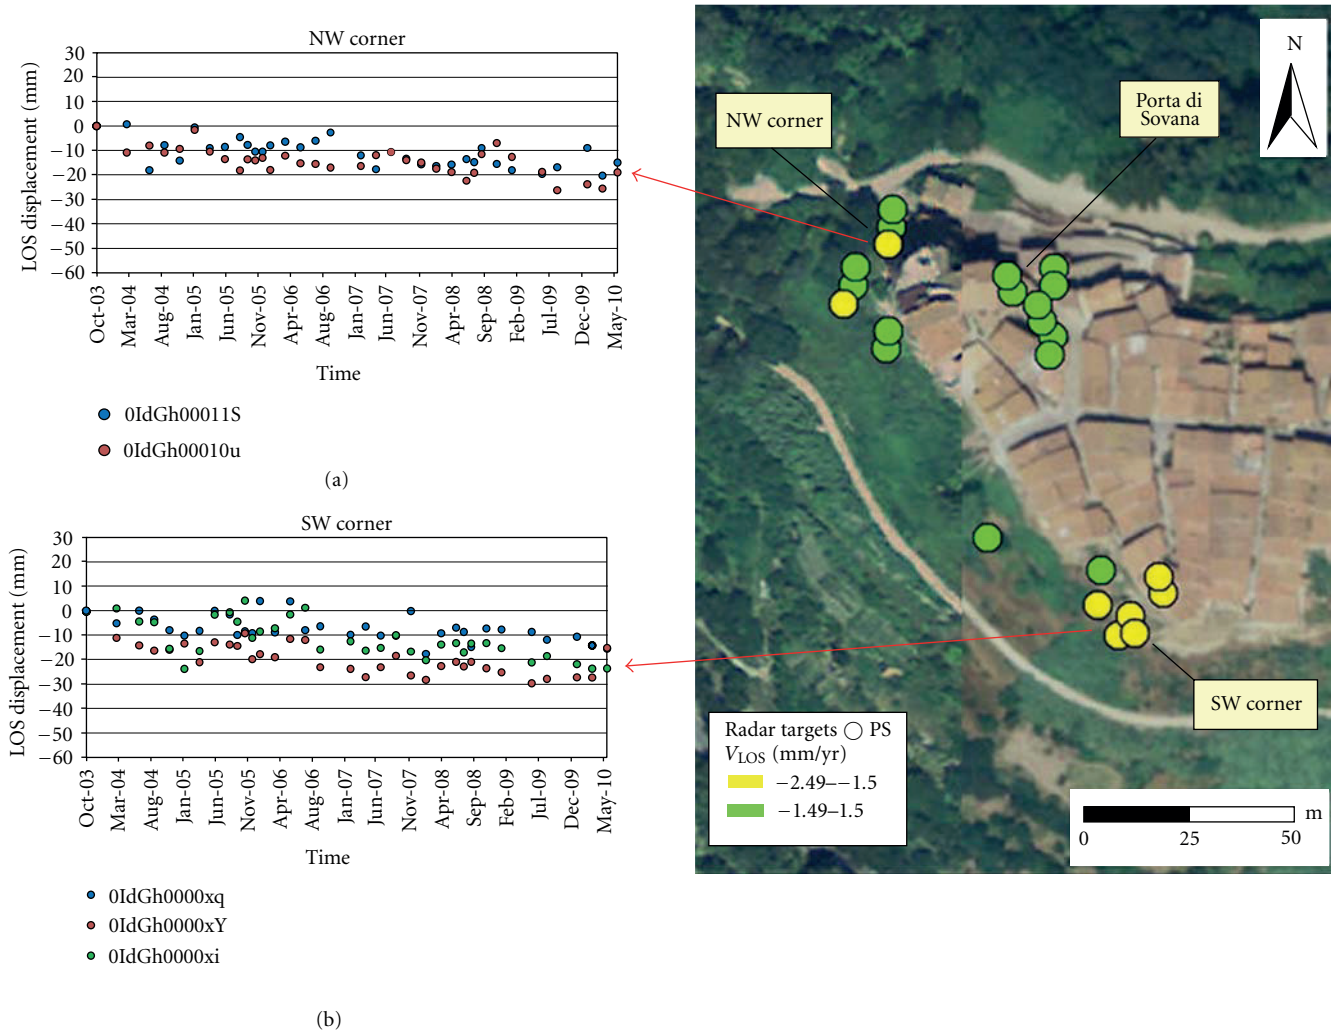 NW corner
30
20
10
0
−10
−20
−30
−40
−50
−60
LOS displacement (mm)
Oct-03
Mar-04
Aug-04
Jan-05
Jun-05
Nov-05
Apr-06
Aug-06
Jan-07
Jun-07
Nov-07
Apr-08
Sep-08
Feb-09
Jul-09
Dec-09
May-10
Time
0IdGh00011S
0IdGh00010u
(a)
SW corner
30
20
10
0
−10
−20
−30
−40
−50
−60
LOS displacement (mm)
Oct-03
Mar-04
Aug-04
Jan-05
Jun-05
Nov-05
Apr-06
Aug-06
Jan-07
Jun-07
Nov-07
Apr-08
Sep-08
Feb-09
Jul-09
Dec-09
May-10
Time
0IdGh0000xq
0IdGh0000xY
0IdGh0000xi
(b)
N
NW corner
Porta di
Sovana
SW corner
Radar targets PS
VLOS (mm/yr)
−2.49–−1.5
−1.49–1.5
m
0 25 50